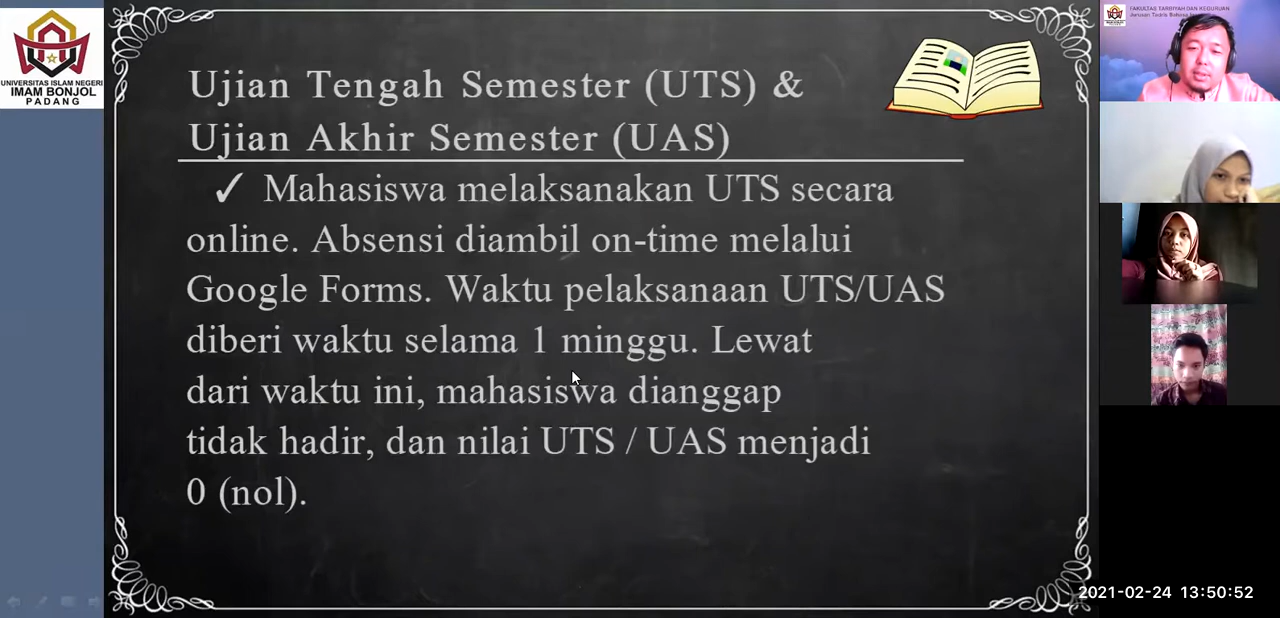 UNIVERSITAS ISLAM NEGERI
IMAM BONJOL
PADANG
Ujian Tengah Semester (UTS) &
Ujian Akhir Semester (UAS)
✓ Mahasiswa melaksanakan UTS secara
online. Absensi diambil on-time melalui
Google Forms. Waktu pelaksanaan UTS/UAS
diberi waktu selama 1 minggu. Lewat
dari waktu ini, mahasiswa dianggap
tidak hadir, dan nilai UTS / UAS menjadi
0 (nol).
FAKULTAS TARBIYAH DAN KEGURUAN
Jurusan Tadris Bahasa
2021-02-24 13:50:52